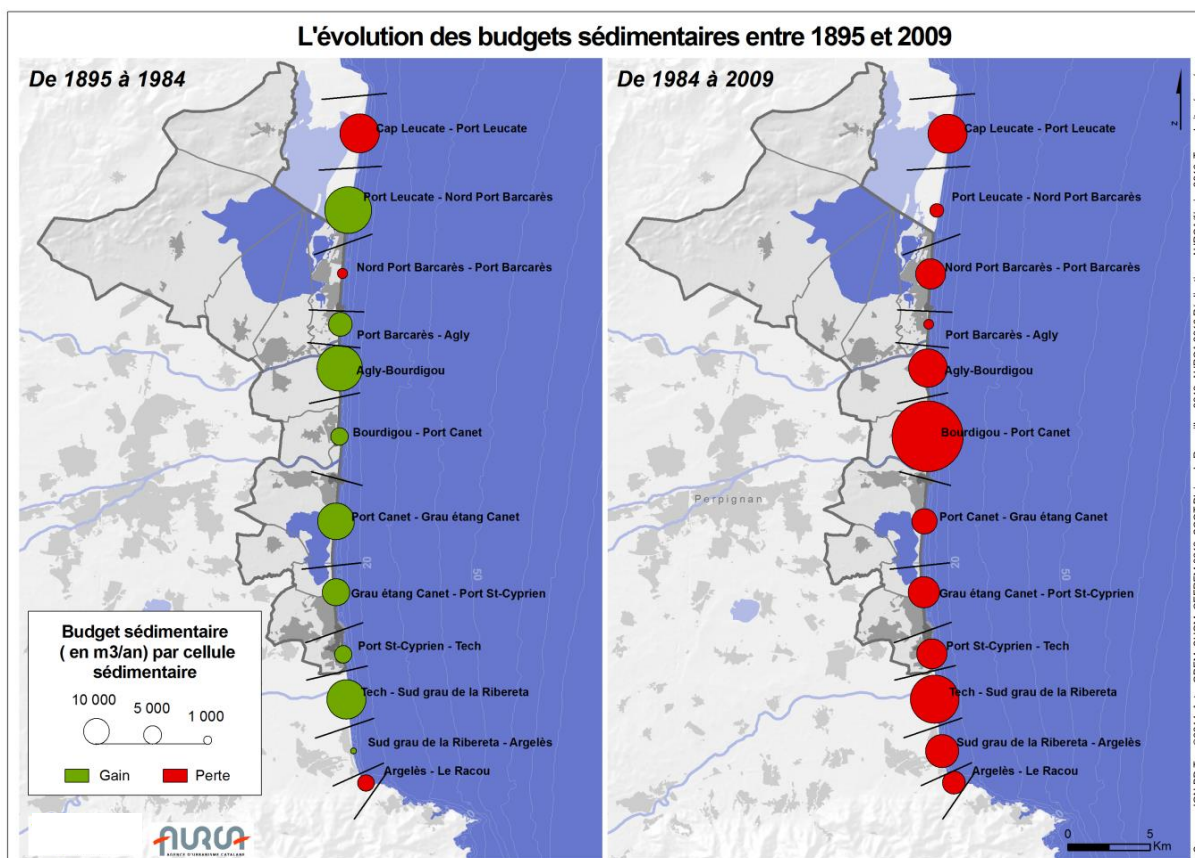 L'évolution des budgets sédimentaires entre 1895 et 2009
De 1895 à 1984
Cap Leucate - Port Leucate
Port Leucate - Nord Port Barcarès
Nord Port Barcarès - Port Barcarès
Port Barcarès - Agly
Agly-Bourdigou
Bourdigou - Port Canet
Port Canet - Grau étang Canet
20
50
Grau étang Canet - Port St-Cyprien
Port St-Cyprien - Tech
Tech - Sud grau de la Ribereta
Sud grau de la Ribereta - Argelès
Argelès - Le Racou
Budget sédimentaire
( en m3/an) par cellule
sédimentaire
10 000
5 000
1 000
Gain
Perte
AURCA
AGENCE D'URBANISME CATALANE
De 1984 à 2009
N
Cap Leucate - Port Leucate
Port Leucate - Nord Port Barcarès
Nord Port Barcarès - Port Barcarès
Port Barcarès - Agly
Agly-Bourdigou
Bourdigou - Port Canet
Perpignan
Port Canet - Grau étang Canet
20
50
Grau étang Canet - Port St-Cyprien
Port St-Cyprien - Tech
Tech - Sud grau de la Ribereta
Sud grau de la Ribereta - Argelès
Argelès - Le Racou
0
5
Km